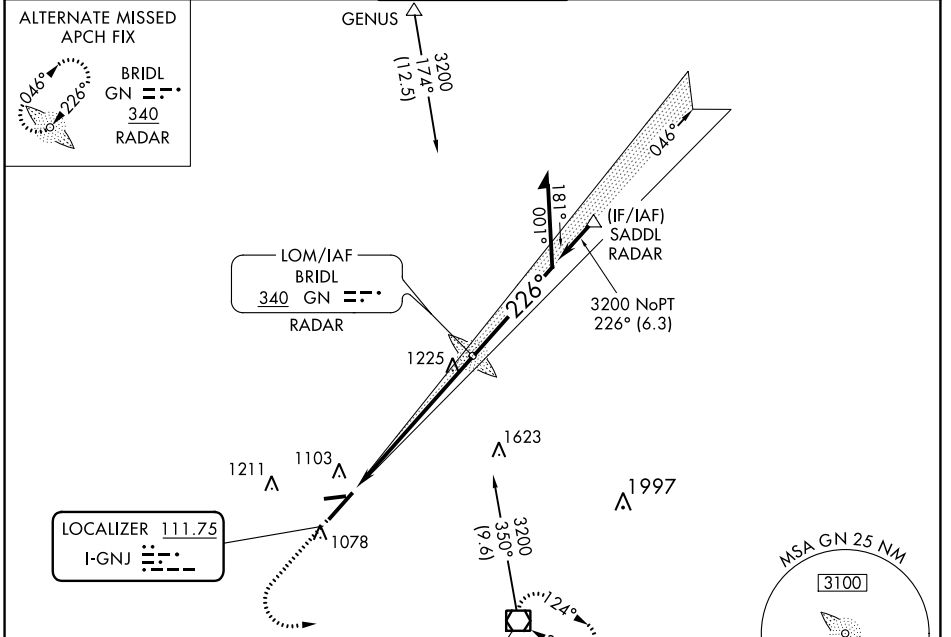 ALTERNATE MISSED
APCH FIX
046°
226°
BRIDL
GN
340
RADAR
GENUS
3200
174°
(12.5)
046°
181°
001°
(IF/IAF)
SADDL
RADAR
LOM/IAF
BRIDL
340 GN
RADAR
226°
3200 NoPT
226° (6.3)
1225
1623
1211
1103
1997
LOCALIZER 111.75
I-GNJ
1078
3200
350°
(9.6)
124°
MSA GN 25 NM
3100